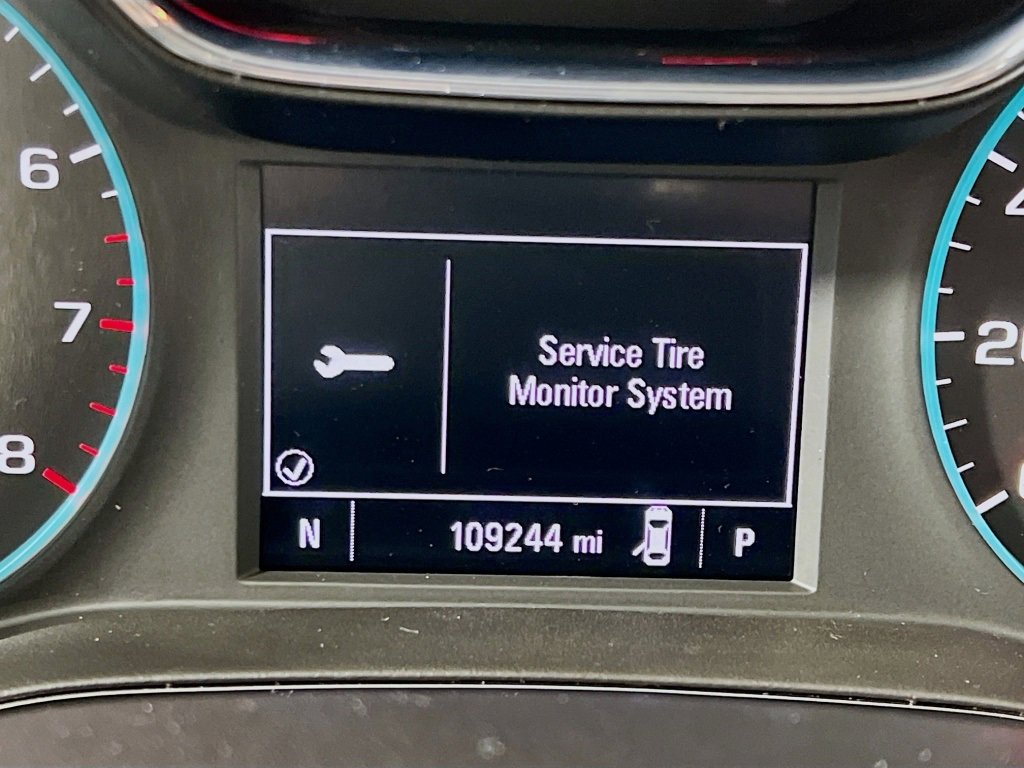 6
7
8
Service Tire
Monitor System
N 109244 mi P